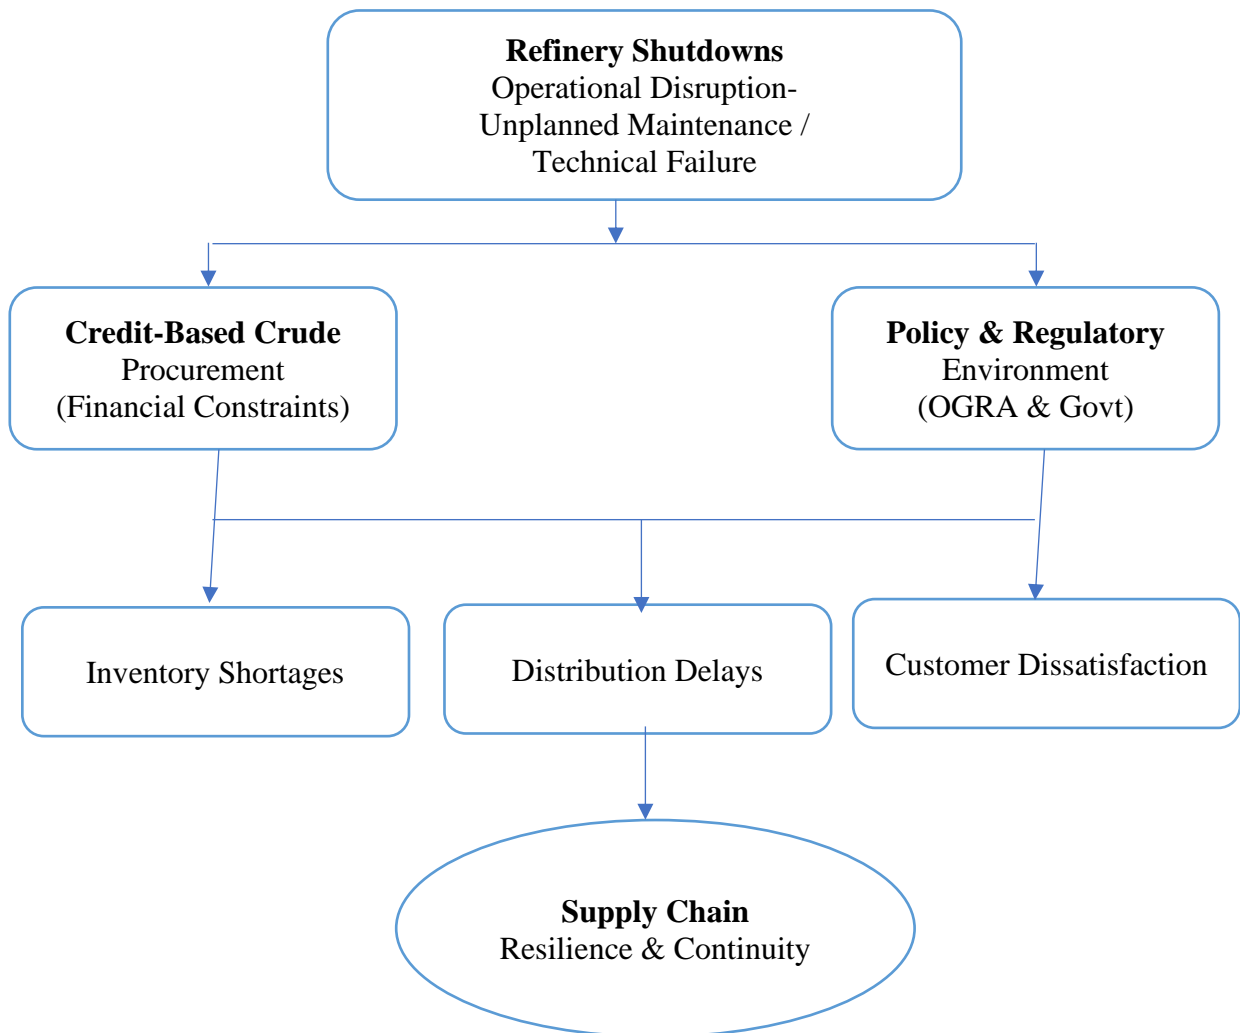 Refinery Shutdowns
Operational Disruption-
Unplanned Maintenance /
Technical Failure
Credit-Based Crude
Procurement
(Financial Constraints)
Policy & Regulatory
Environment
(OGRA & Govt)
Inventory Shortages
Distribution Delays
Customer Dissatisfaction
Supply Chain
Resilience & Continuity